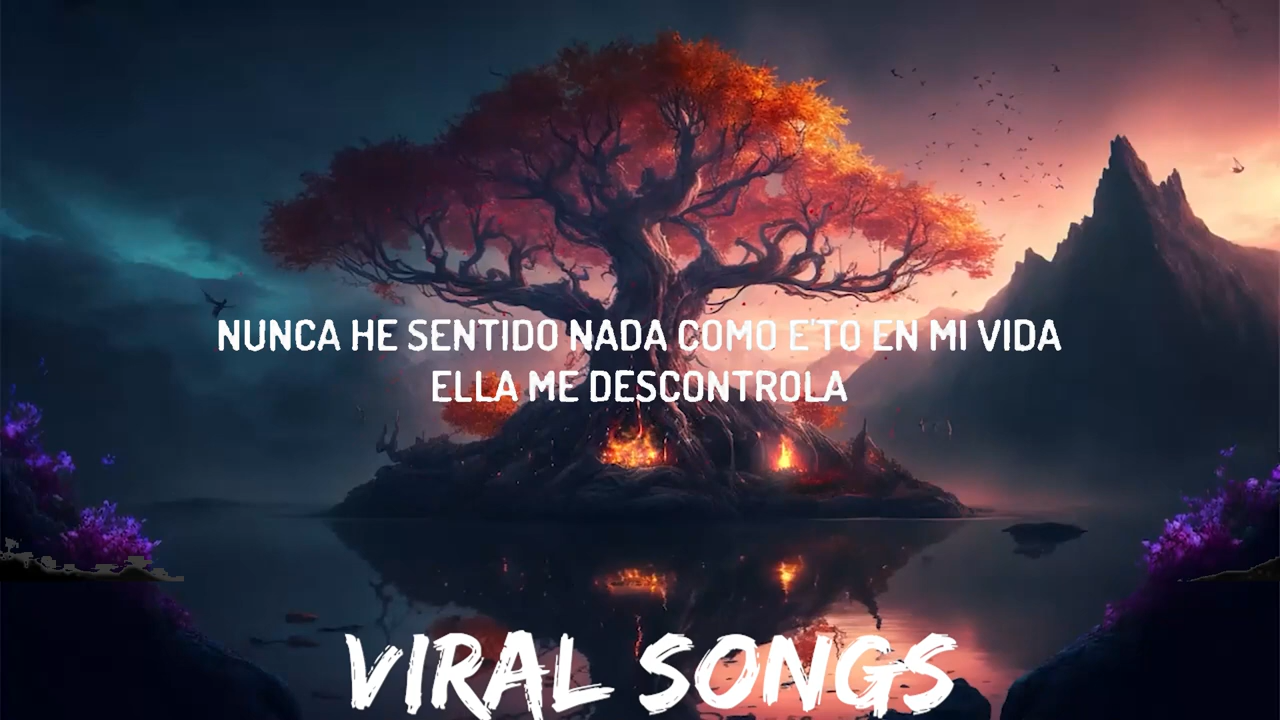 NUNCA HE SENTIDO NADA COMO E'TO EN MI VIDA
ELLA ME DESCONTROLA
VIRAL SONGS